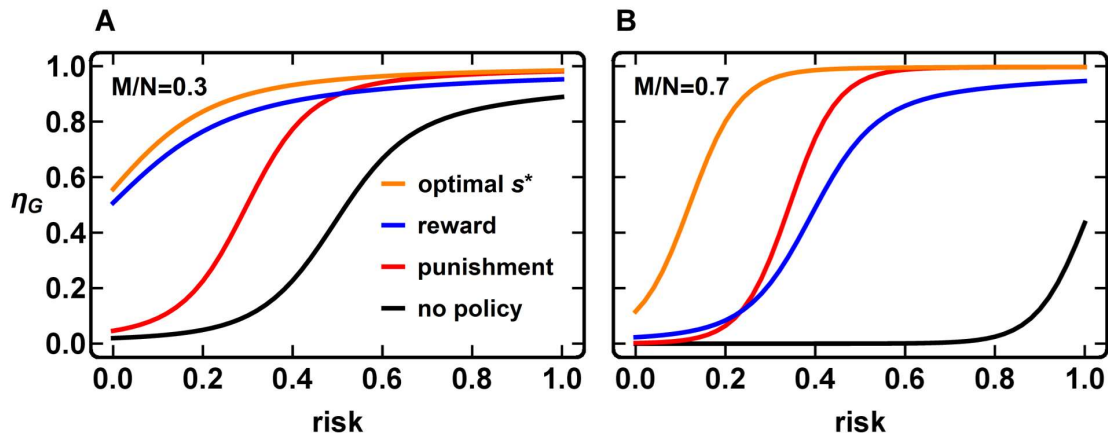 A
B
M/N=0.3
M/N=0.7
η_G
1.0
0.8
0.6
0.4
0.2
0.0
optimal s*
reward
punishment
no policy
0.0 0.2 0.4 0.6 0.8 1.0
0.0 0.2 0.4 0.6 0.8 1.0
risk
risk